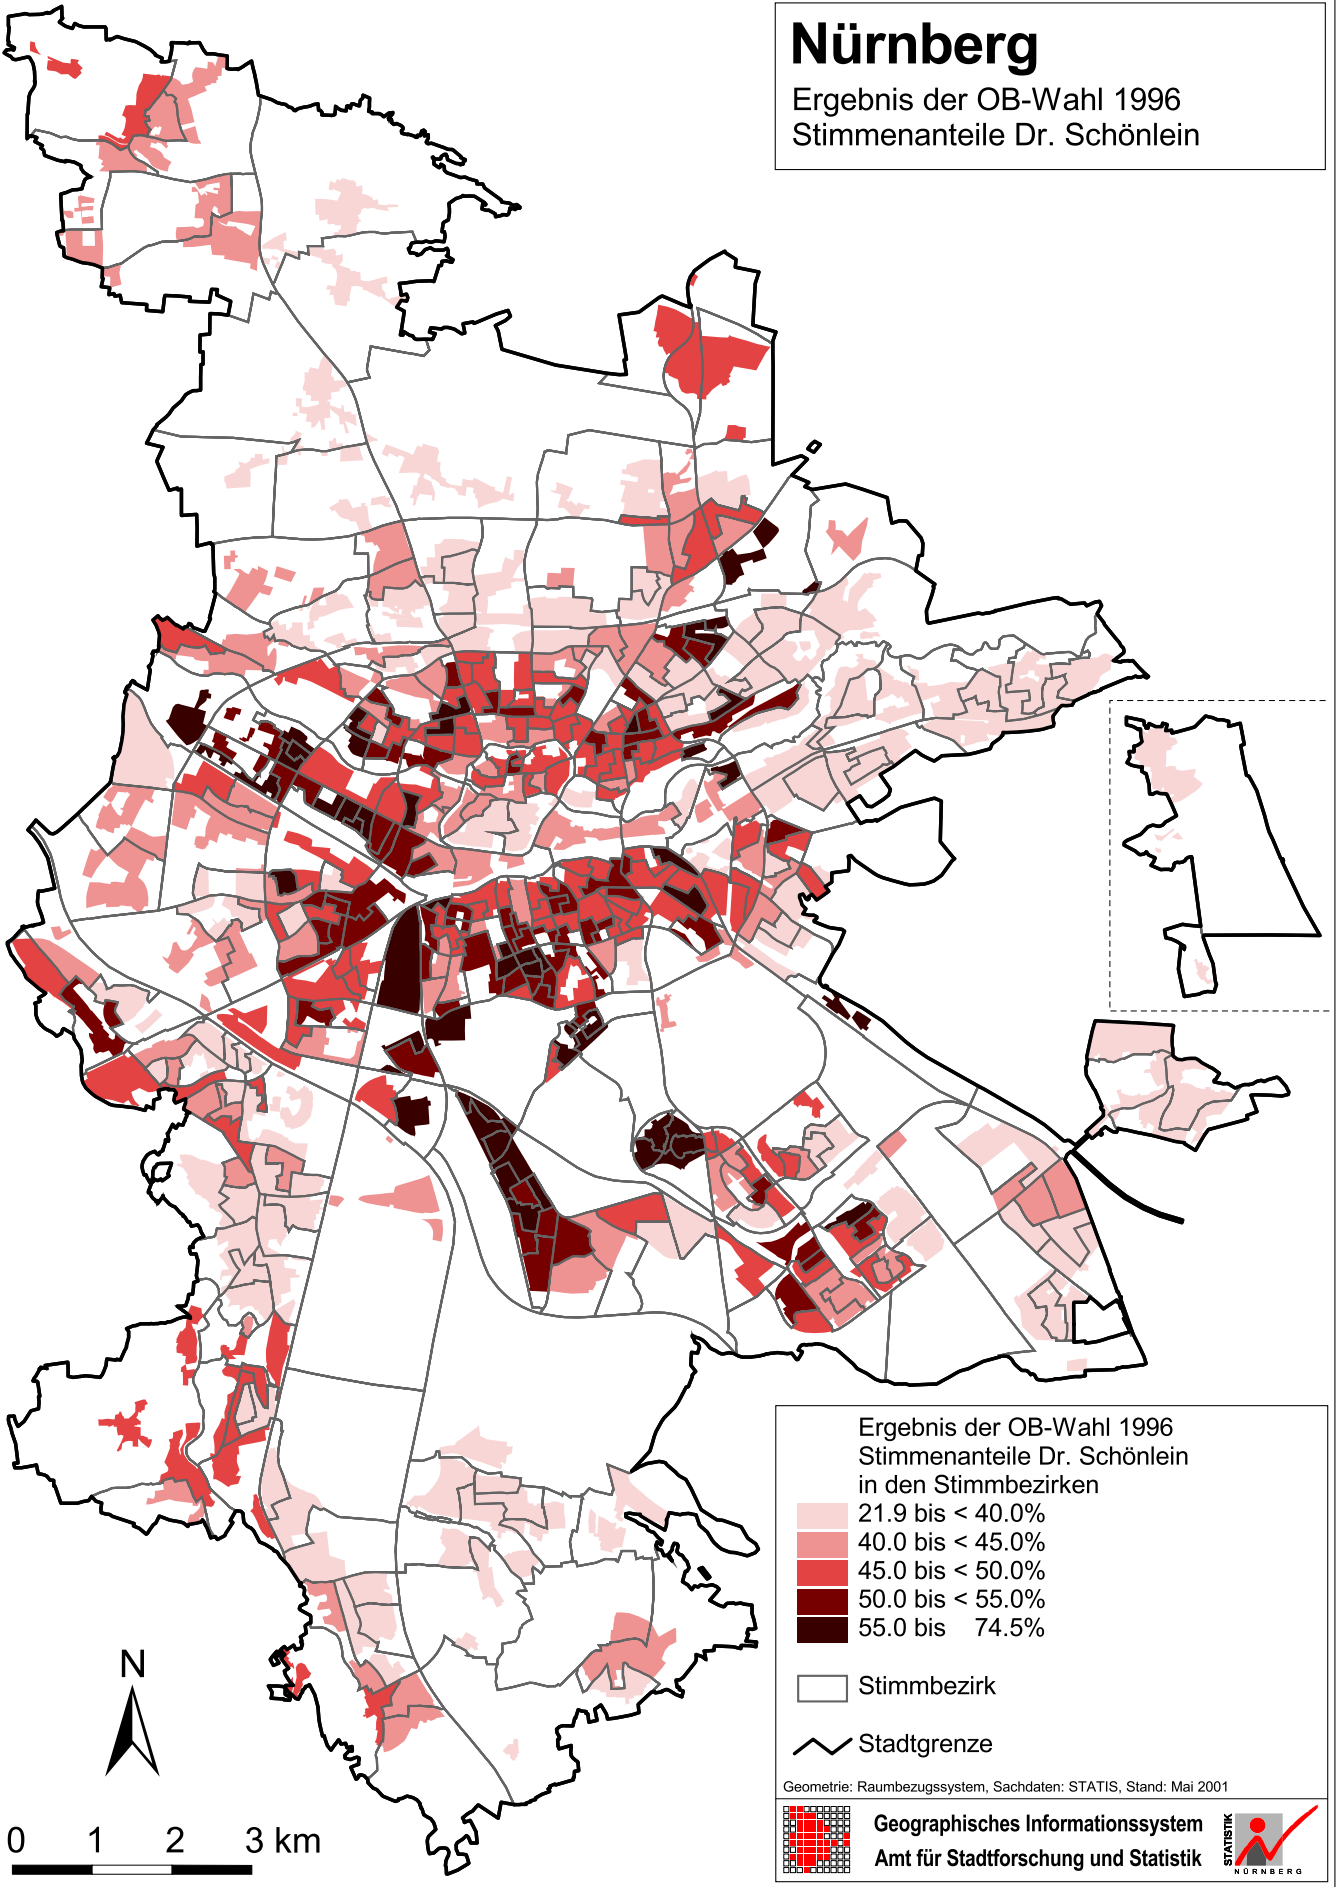 Nürnberg
Ergebnis der OB-Wahl 1996
Stimmenanteile Dr. Schönlein
Ergebnis der OB-Wahl 1996
Stimmenanteile Dr. Schönlein
in den Stimmbezirken
21.9 bis < 40.0%
40.0 bis < 45.0%
45.0 bis < 50.0%
50.0 bis < 55.0%
55.0 bis 74.5%
Stimmbezirk
Stadtgrenze
Geometrie: Raumbezugssystem, Sachdaten: STATIS, Stand: Mai 2001
Geographisches Informationssystem
Amt für Stadtforschung und Statistik
STATISTIK
NÜRNBERG
N
0 1 2 3 km